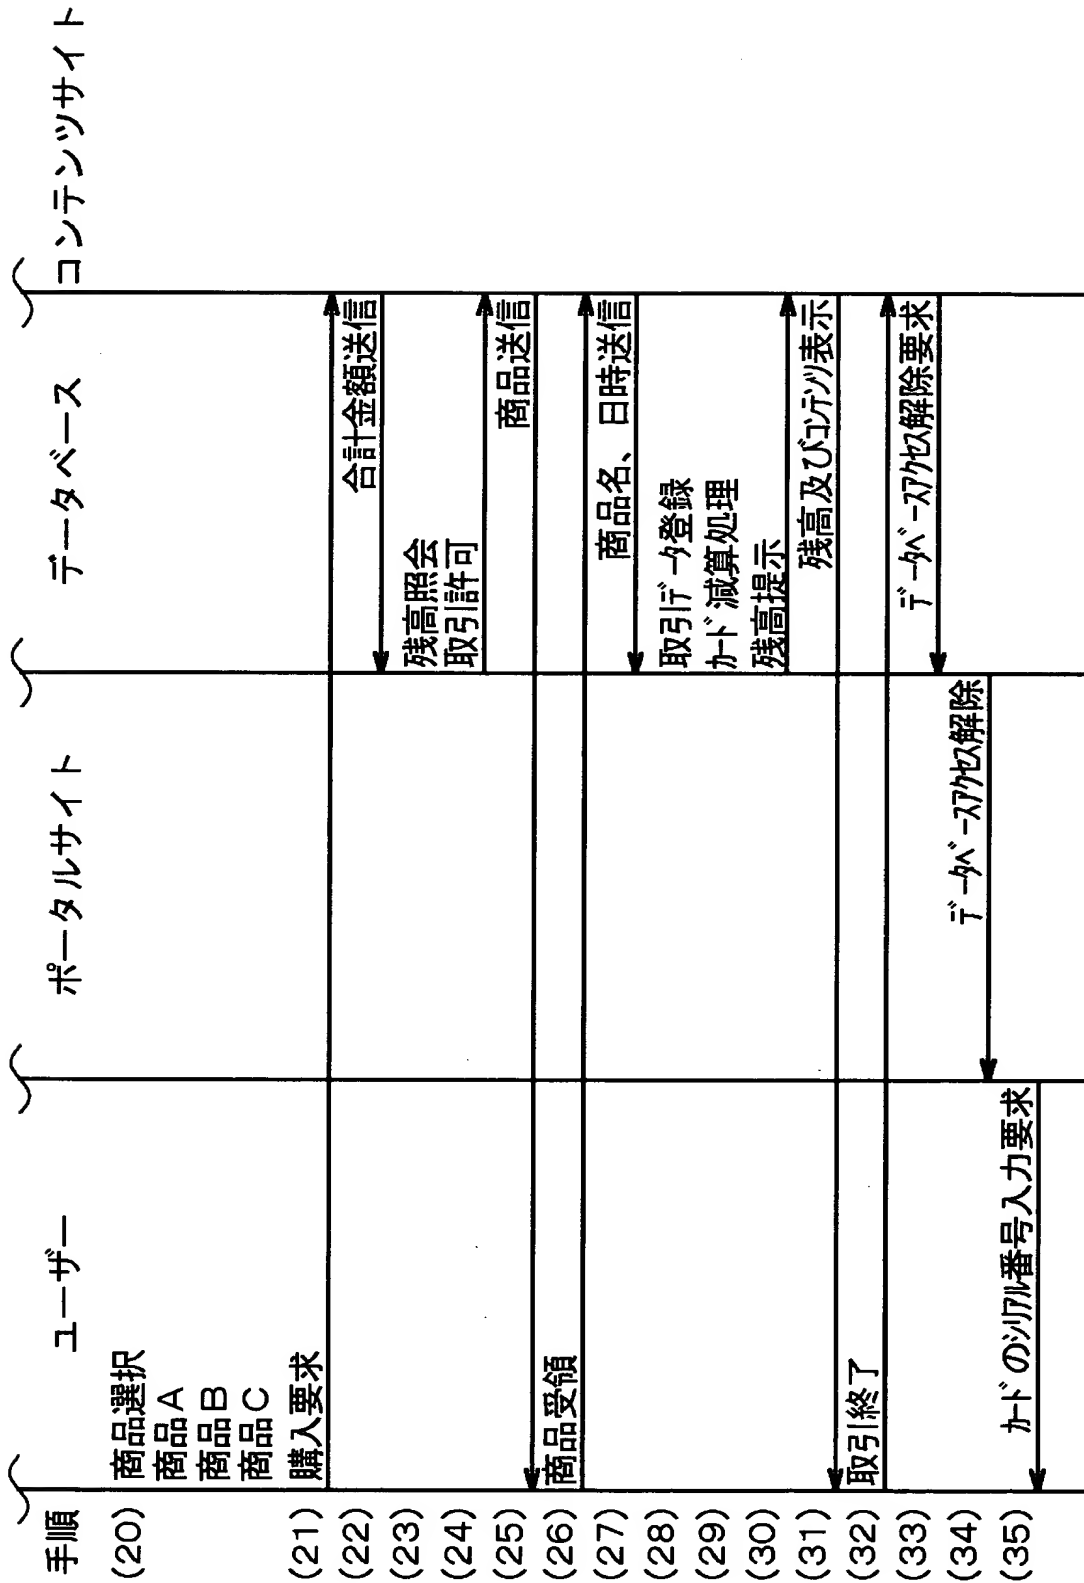 手順 ユーザー ポータルサイト データベース コンテンツサイト
(20) 商品選択
商品A
商品B
商品C
(21) 購入要求
(22) 合計金額送信
(23) 残高照会
(24) 取引許可
(25) 商品送信
(26) 商品受領
(27) 商品名、日時送信
(28) 取引ﾃﾞｰﾀ登録
(29) ｶｰﾄﾞ減算処理
(30) 残高提示
(31) 残高及びｺﾝﾃﾝﾂ表示
(32) 取引終了
(33) ﾃﾞｰﾀﾍﾞｰｽｱｸｾｽ解除要求
(34) ﾃﾞｰﾀﾍﾞｰｽｱｸｾｽ解除
(35) ｶｰﾄﾞのｼﾘｱﾙ番号入力要求